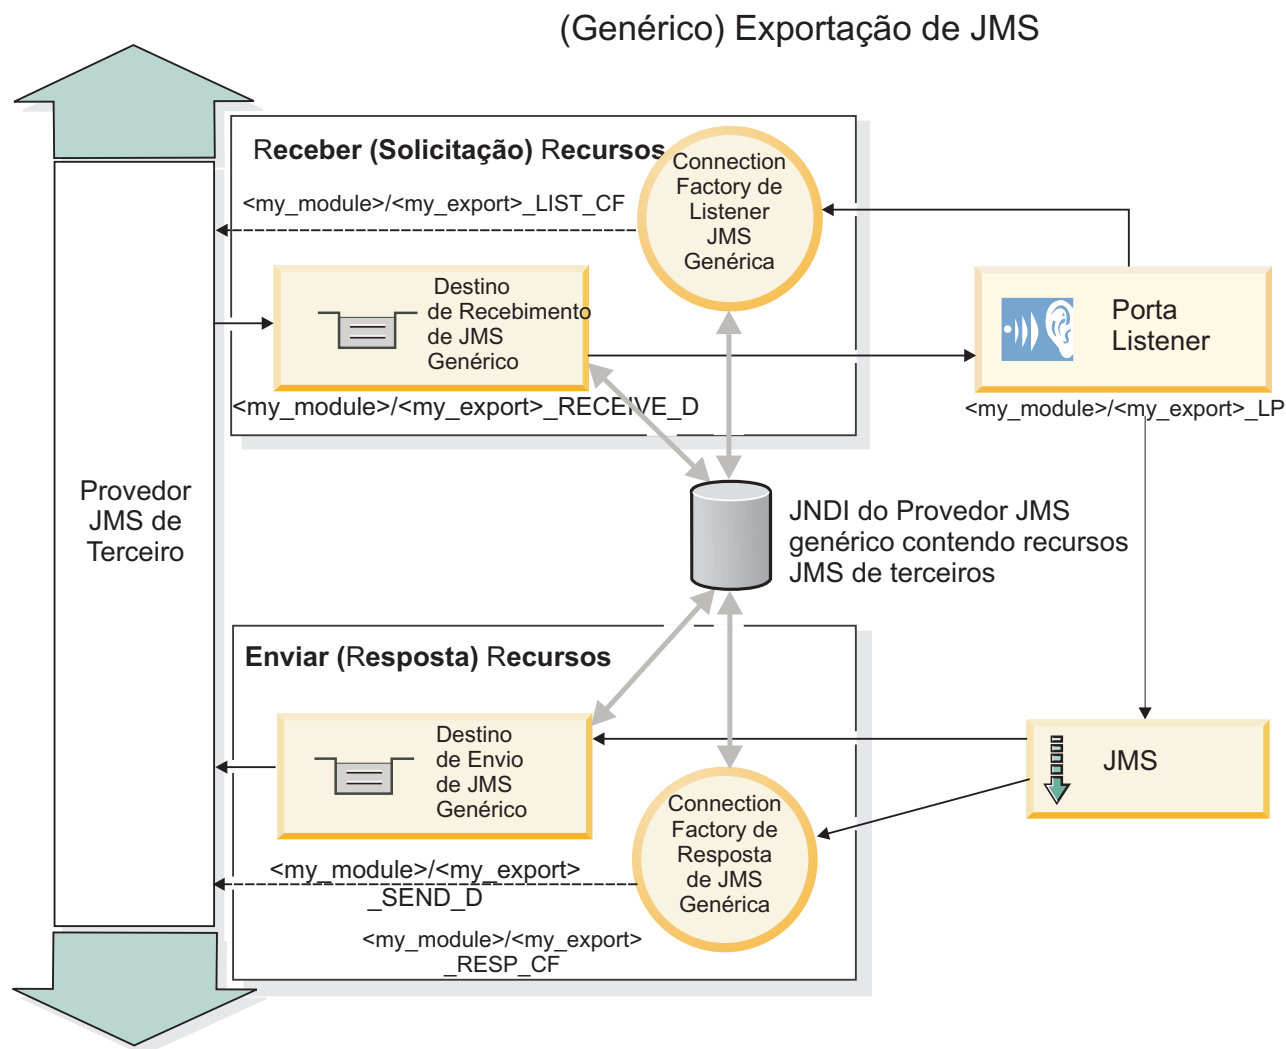 (Genérico) Exportação de JMS
Receber (Solicitação) Recursos
<my_module>/<my_export>_LIST_CF
Connection
Factory de
Listener
JMS
Genérica
Destino
de Recebimento
de JMS
Genérico
<my_module>/<my_export>_RECEIVE_D
Porta
Listener
<my_module>/<my_export>_LP
Provedor
JMS de
Terceiro
JNDI do Provedor JMS
genérico contendo recursos
JMS de terceiros
Enviar (Resposta) Recursos
Destino
de Envio
de JMS
Genérico
<my_module>/<my_export>
_SEND_D
Connection
Factory de
Resposta
de JMS
Genérica
<my_module>/<my_export>
_RESP_CF
JMS